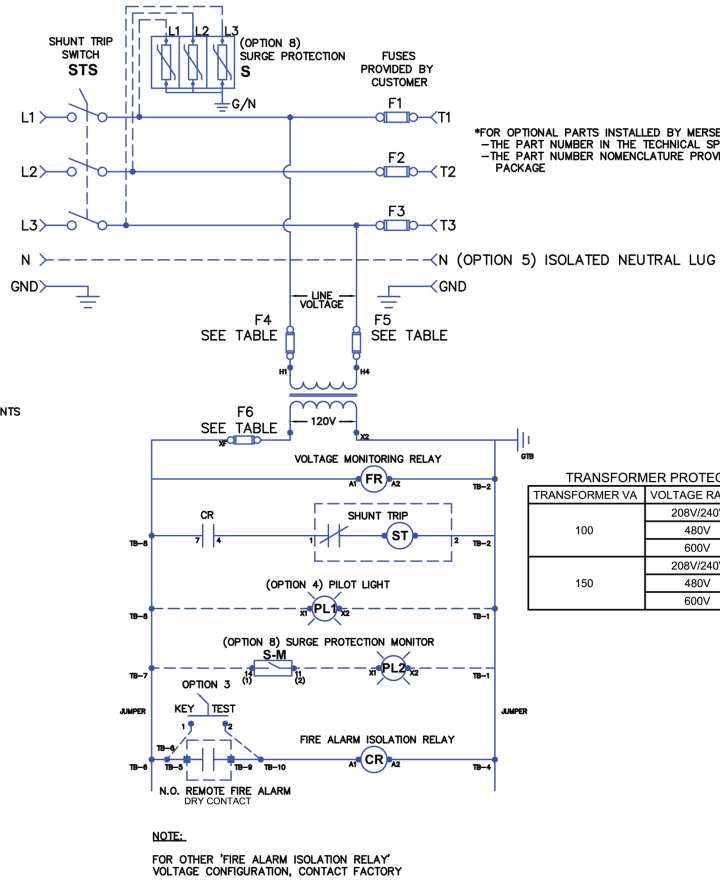 SHUNT TRIP
SWITCH
STS
L1 L2 L3
(OPTION 8)
SURGE PROTECTION
S
G/N
FUSES
PROVIDED BY
CUSTOMER
L1
F1
T1
*FOR OPTIONAL PARTS INSTALLED BY MERSE
-THE PART NUMBER IN THE TECHNICAL SP
-THE PART NUMBER NOMENCLATURE PROVI
PACKAGE
L2
F2
T2
L3
F3
T3
N
N (OPTION 5) ISOLATED NEUTRAL LUG
GND
GND
LINE
VOLTAGE
F4
SEE TABLE
F5
SEE TABLE
H1
H4
NTS
F6
SEE TABLE
120V
XF
X2
GTB
VOLTAGE MONITORING RELAY
A1 FR A2
TB-2
TRANSFORMER PROTEC
TRANSFORMER VA VOLTAGE RA
100
208V/240V
480V
600V
150
208V/240V
480V
600V
CR
7 4
SHUNT TRIP
1 ST 2
TB-8
TB-2
(OPTION 4) PILOT LIGHT
X1 PL1 X2
TB-8
TB-1
(OPTION 8) SURGE PROTECTION MONITOR
S-M
14 11
(1) (2)
X1 PL2 X2
TB-7
TB-1
OPTION 3
JUMPER
KEY TEST
1 2
JUMPER
FIRE ALARM ISOLATION RELAY
TB-6
TB-6 TB-5 TB-9 TB-10
A1 CR A2
TB-4
N.O. REMOTE FIRE ALARM
DRY CONTACT
NOTE:
FOR OTHER 'FIRE ALARM ISOLATION RELAY'
VOLTAGE CONFIGURATION, CONTACT FACTORY